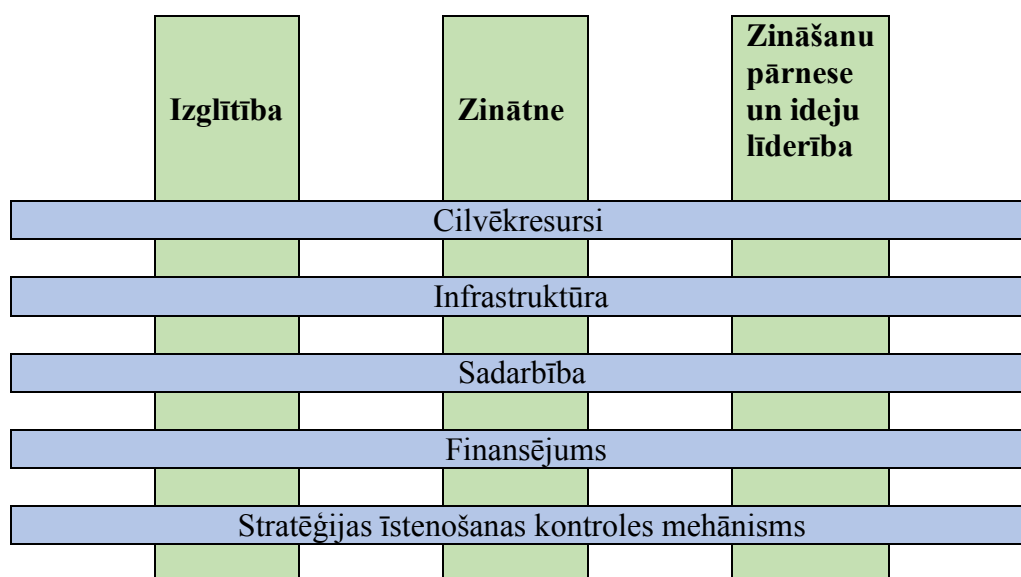 Izglītība
Zinātne
Zināšanu
pārnese
un ideju
līderība
Cilvēkresursi
Infrastruktūra
Sadarbība
Finansējums
Stratēģijas īstenošanas kontroles mehānisms